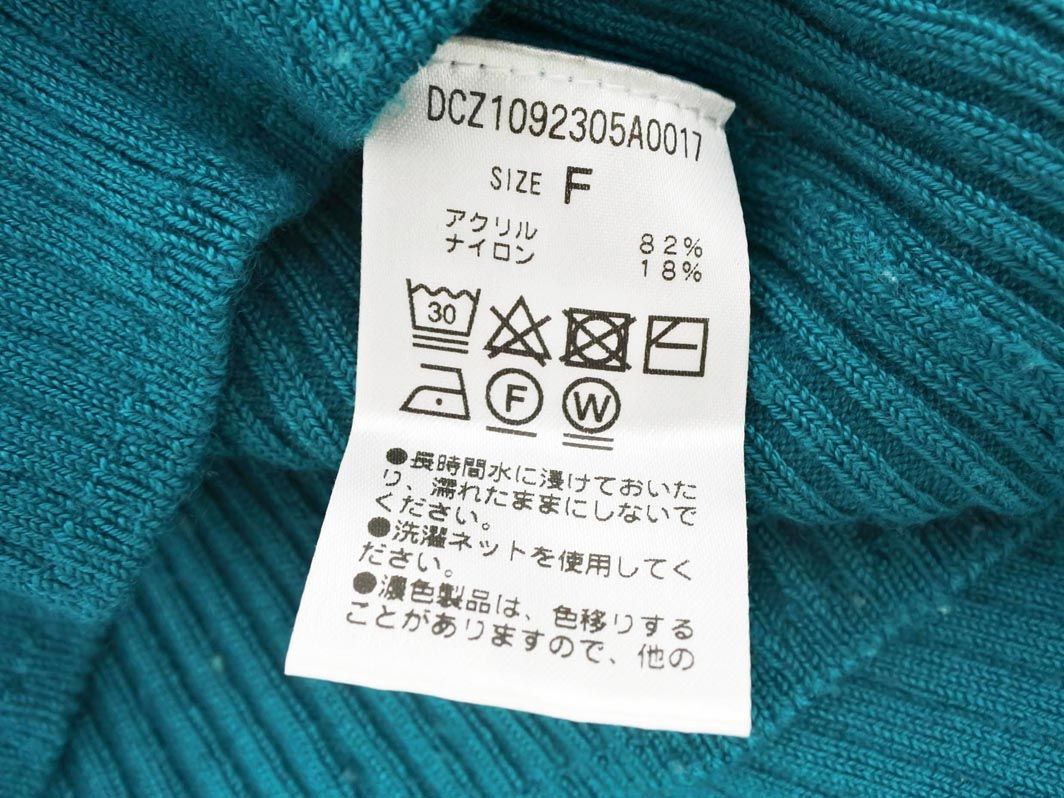 DCZ1092305A0017
SIZE F
アクリル 82%
ナイロン 18%
30
F W
●長時間水に浸けておいた
り、濡れたままにしないで
ください。
●洗濯ネットを使用してく
ださい。
●濃色製品は、色移りする
ことがありますので、他の